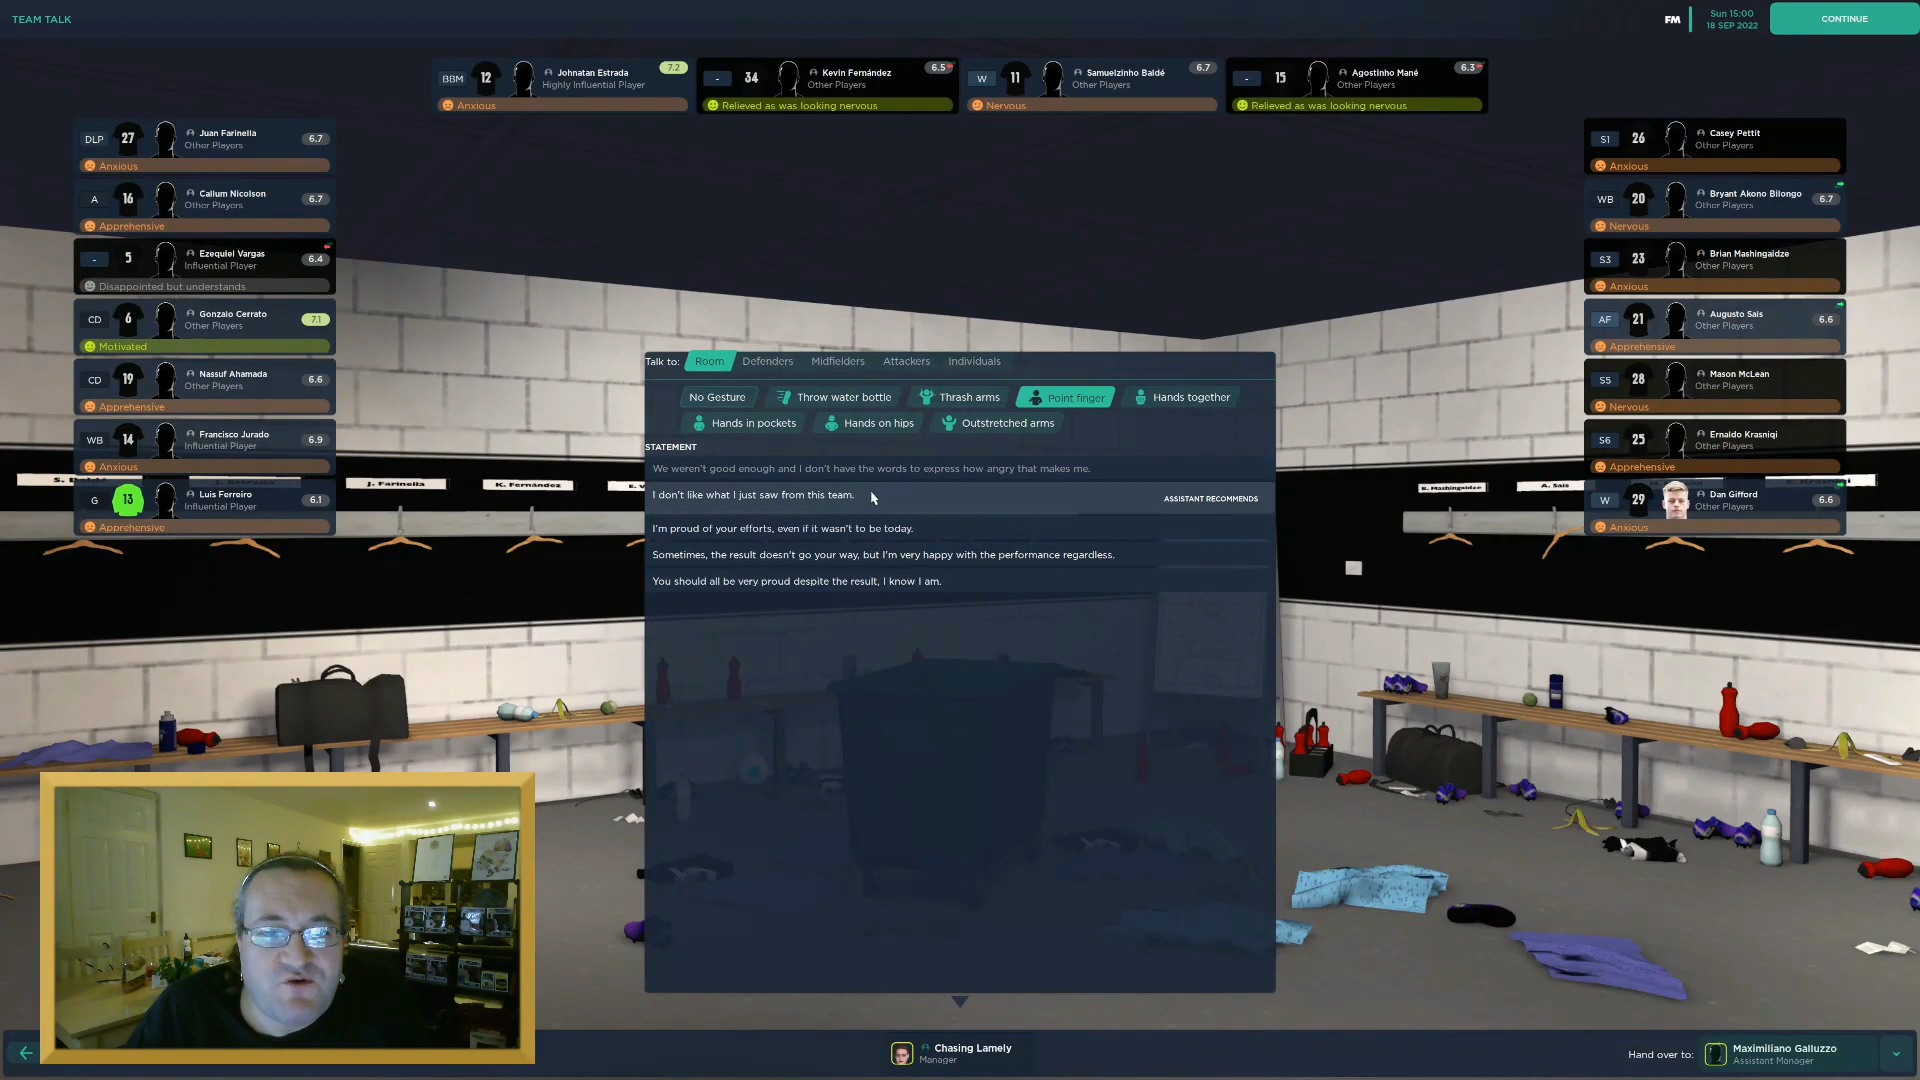 TEAM TALK
FM
Sun 15:00
18 SEP 2022
CONTINUE
BBM 12 Johnatan Estrada 7.2
Highly Influential Player
Anxious
- 34 Kevin Fernández 6.5
Other Players
Relieved as was looking nervous
W 11 Samuelzinho Baldé 6.7
Other Players
Nervous
- 15 Agostinho Mané 6.3
Other Players
Relieved as was looking nervous
DLP 27 Juan Farinella 6.7
Other Players
Anxious
A 16 Callum Nicolson 6.7
Other Players
Apprehensive
- 5 Ezequiel Vargas 6.4
Influential Player
Disappointed but understands
CD 6 Gonzalo Cerrato 7.1
Other Players
Motivated
CD 19 Nassuf Ahamada 6.6
Other Players
Apprehensive
WB 14 Francisco Jurado 6.9
Influential Player
Anxious
G 13 Luis Ferreiro 6.1
Influential Player
Apprehensive
S1 26 Casey Pettit
Other Players
Anxious
WB 20 Bryant Akono Bilongo 6.7
Other Players
Nervous
S3 23 Brian Mashingaidze
Other Players
Anxious
AF 21 Augusto Sais 6.6
Other Players
Apprehensive
S5 28 Mason McLean
Other Players
Nervous
S6 25 Ernaldo Krasniqi
Other Players
Apprehensive
W 29 Dan Gifford 6.6
Other Players
Anxious
J. Farinella
K. Fernández
B. Mashingaidze
A. Sais
Talk to: Room Defenders Midfielders Attackers Individuals
No Gesture Throw water bottle Thrash arms Point finger Hands together
Hands in pockets Hands on hips Outstretched arms
STATEMENT
We weren't good enough and I don't have the words to express how angry that makes me.
I don't like what I just saw from this team. ASSISTANT RECOMMENDS
I'm proud of your efforts, even if it wasn't to be today.
Sometimes, the result doesn't go your way, but I'm very happy with the performance regardless.
You should all be very proud despite the result, I know I am.
Chasing Lamely
Manager
Hand over to: Maximiliano Galluzzo
Assistant Manager